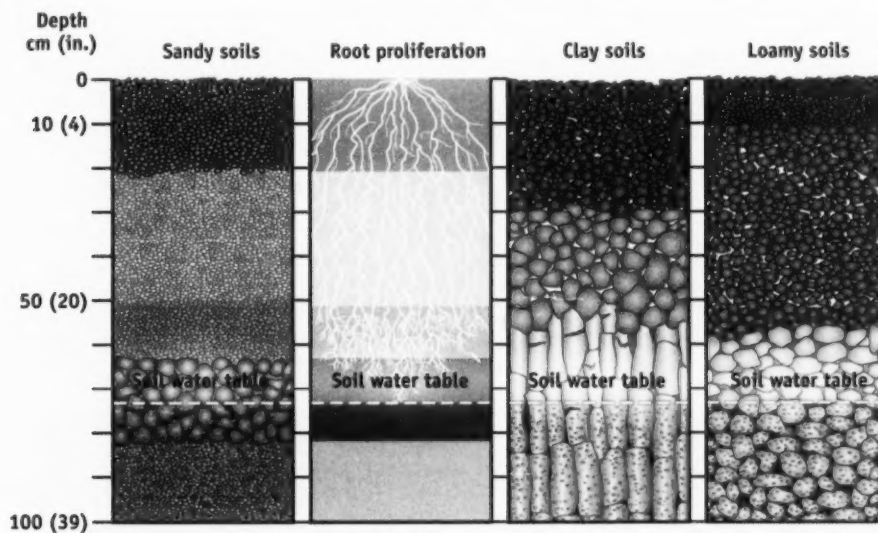 Depth
cm (in.)
Sandy soils
Root proliferation
Clay soils
Loamy soils
0
10 (4)
50 (20)
Soil water table
Soil water table
Soil water table
Soil water table
100 (39)